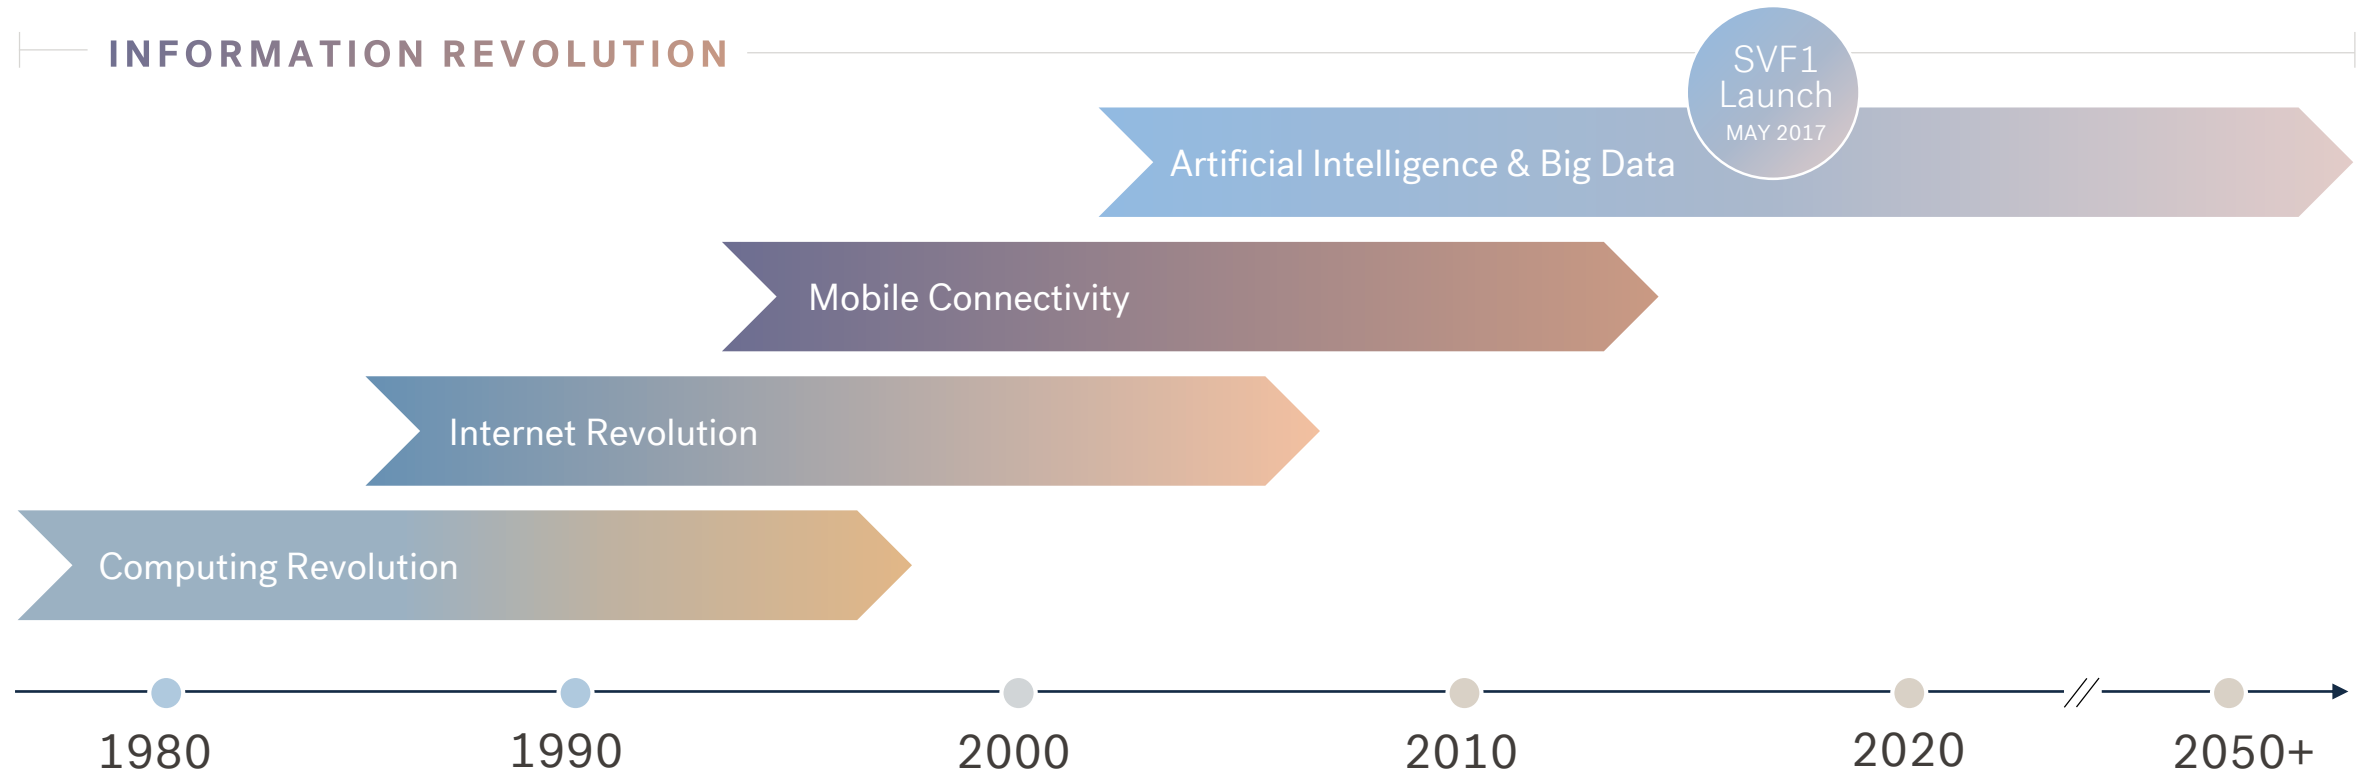 INFORMATION REVOLUTION
SVF1
Launch
MAY 2017
Artificial Intelligence & Big Data
Mobile Connectivity
Internet Revolution
Computing Revolution
1980 1990 2000 2010 2020 2050+